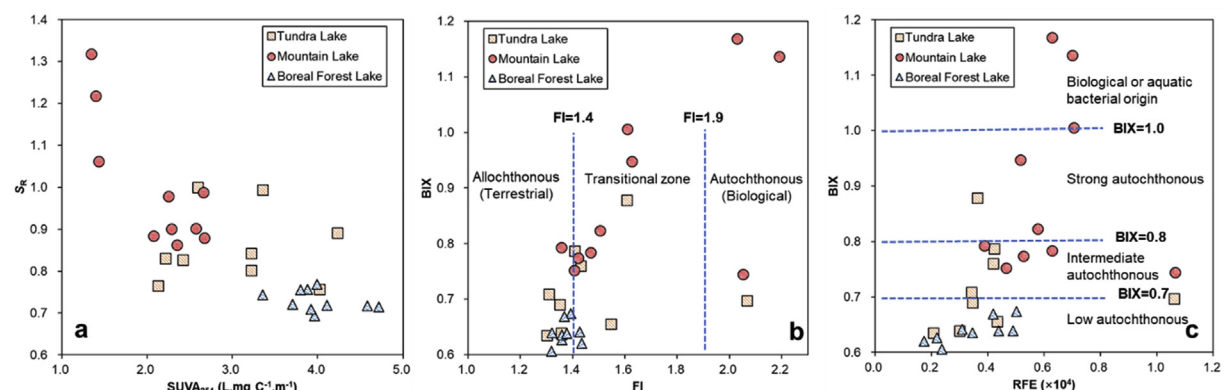 1.4
1.3
1.2
1.1
1.0
0.9
0.8
0.7
0.6
S_R
Tundra Lake
Mountain Lake
Boreal Forest Lake
a
1.0 2.0 3.0 4.0 5.0
SUVA₂₅₄ (L.mg C⁻¹.m⁻¹)
1.2
1.1
1.0
0.9
0.8
0.7
0.6
BIX
Tundra Lake
Mountain Lake
Boreal Forest Lake
FI=1.4 FI=1.9
Allochthonous
(Terrestrial)
Transitional zone
Autochthonous
(Biological)
b
1.0 1.2 1.4 1.6 1.8 2.0 2.2
FI
1.2
1.1
1.0
0.9
0.8
0.7
0.6
BIX
Tundra Lake
Mountain Lake
Boreal Forest Lake
Biological or aquatic
bacterial origin
BIX=1.0
Strong autochthonous
BIX=0.8
Intermediate
autochthonous
BIX=0.7
Low autochthonous
c
0.0 0.2 0.4 0.6 0.8 1.0 1.2
RFE (×10⁴)